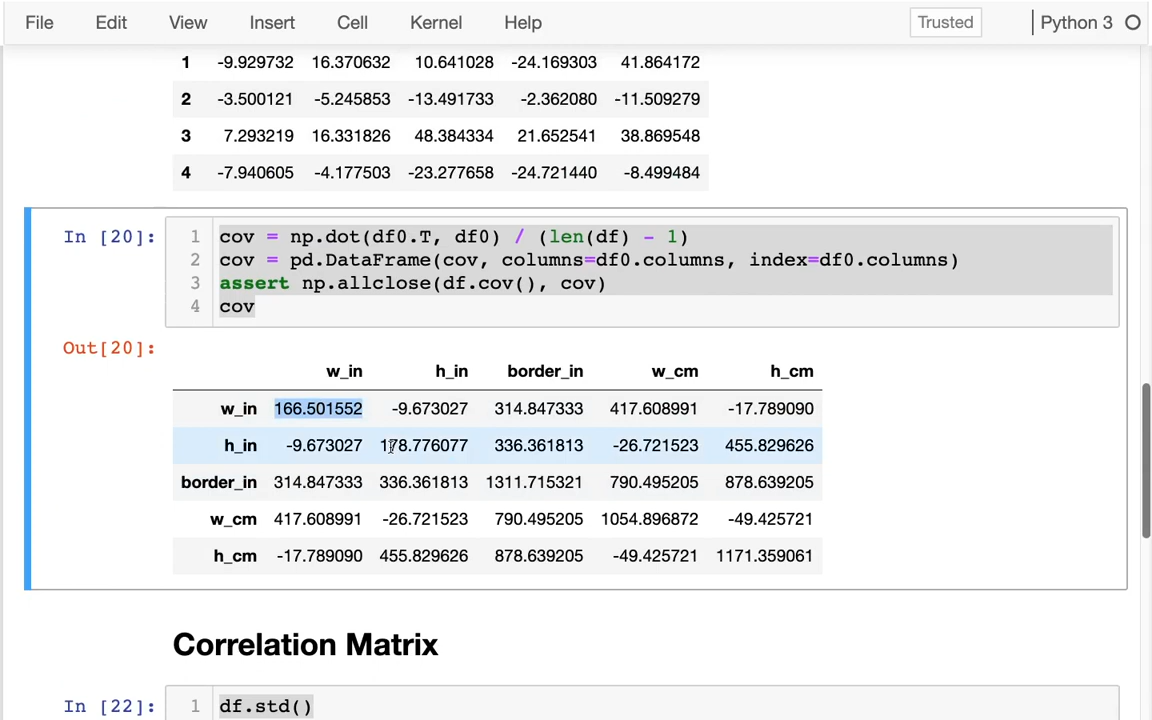 File Edit View Insert Cell Kernel Help Trusted Python 3
1 -9.929732 16.370632 10.641028 -24.169303 41.864172
2 -3.500121 -5.245853 -13.491733 -2.362080 -11.509279
3 7.293219 16.331826 48.384334 21.652541 38.869548
4 -7.940605 -4.177503 -23.277658 -24.721440 -8.499484
In [20]: 1 cov = np.dot(df0.T, df0) / (len(df) - 1)
2 cov = pd.DataFrame(cov, columns=df0.columns, index=df0.columns)
3 assert np.allclose(df.cov(), cov)
4 cov
Out[20]:
w_in h_in border_in w_cm h_cm
w_in 166.501552 -9.673027 314.847333 417.608991 -17.789090
h_in -9.673027 178.776077 336.361813 -26.721523 455.829626
border_in 314.847333 336.361813 1311.715321 790.495205 878.639205
w_cm 417.608991 -26.721523 790.495205 1054.896872 -49.425721
h_cm -17.789090 455.829626 878.639205 -49.425721 1171.359061
Correlation Matrix
In [22]: 1 df.std()